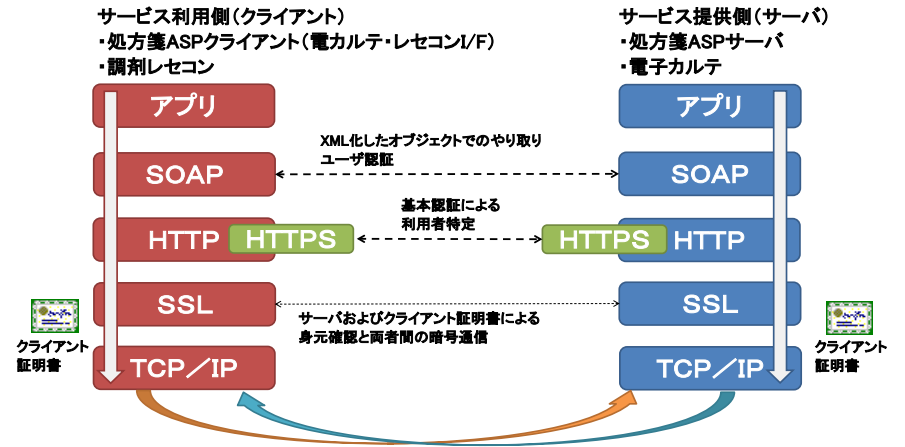 サービス利用側(クライアント)
・処方箋ASPクライアント(電カルテ・レセコンI/F)
・調剤レセコン
サービス提供側(サーバ)
・処方箋ASPサーバ
・電子カルテ
アプリ
アプリ
XML化したオブジェクトでのやり取り
ユーザ認証
SOAP
SOAP
基本認証による
利用者特定
HTTP
HTTPS
HTTPS
HTTP
SSL
SSL
サーバおよびクライアント証明書による
身元確認と両者間の暗号通信
クライアント
証明書
クライアント
証明書
TCP/IP
TCP/IP